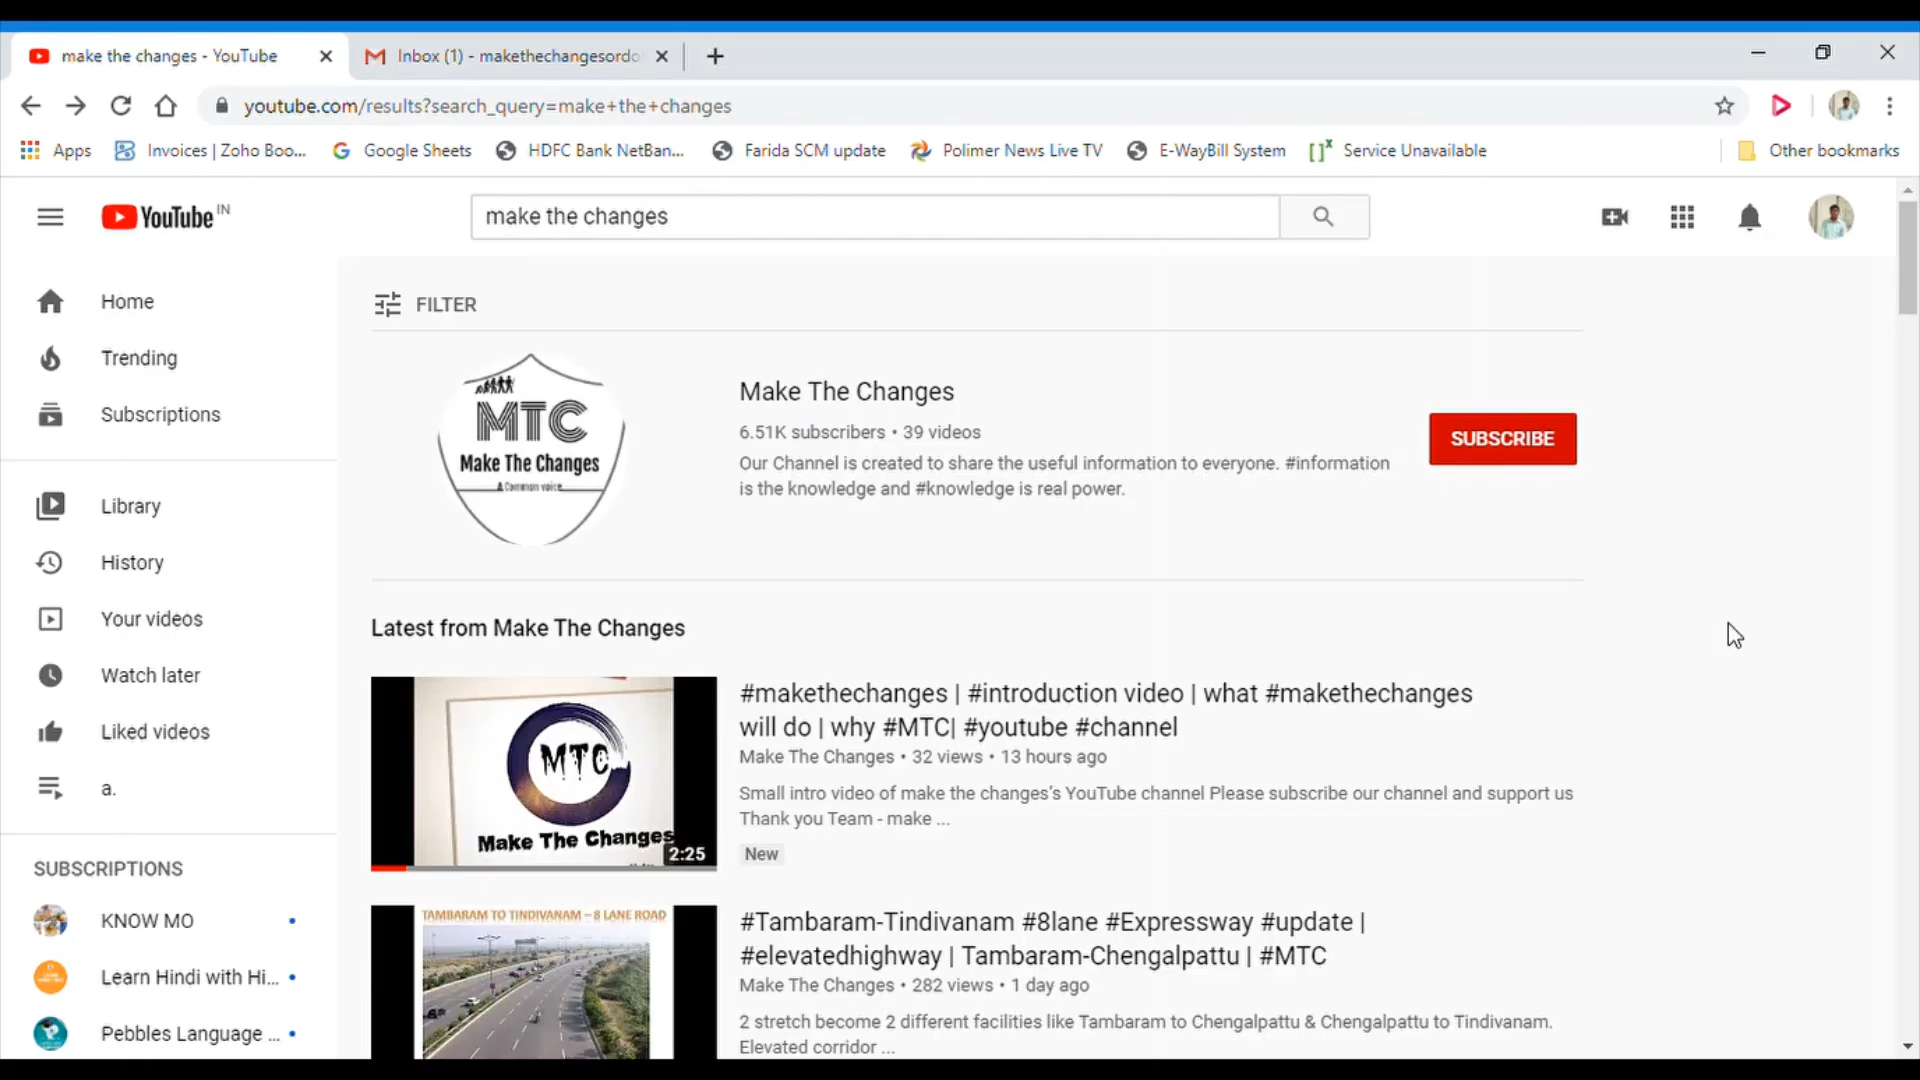 make the changes - YouTube
Inbox (1) - makethechangesordo
youtube.com/results?search_query=make+the+changes
Apps
Invoices | Zoho Boo...
Google Sheets
HDFC Bank NetBan...
Farida SCM update
Polimer News Live TV
E-WayBill System
Service Unavailable
Other bookmarks
YouTube IN
make the changes
Home
Trending
Subscriptions
Library
History
Your videos
Watch later
Liked videos
a.
SUBSCRIPTIONS
KNOW MO
Learn Hindi with Hi...
Pebbles Language ...
FILTER
MTC
Make The Changes
A Common voice
Make The Changes
6.51K subscribers • 39 videos
Our Channel is created to share the useful information to everyone. #information
is the knowledge and #knowledge is real power.
SUBSCRIBE
Latest from Make The Changes
MTC
Make The Changes
2:25
#makethechanges | #introduction video | what #makethechanges
will do | why #MTC| #youtube #channel
Make The Changes • 32 views • 13 hours ago
Small intro video of make the changes's YouTube channel Please subscribe our channel and support us
Thank you Team - make ...
New
TAMBARAM TO TINDIVANAM – 8 LANE ROAD
#Tambaram-Tindivanam #8lane #Expressway #update |
#elevatedhighway | Tambaram-Chengalpattu | #MTC
Make The Changes • 282 views • 1 day ago
2 stretch become 2 different facilities like Tambaram to Chengalpattu & Chengalpattu to Tindivanam.
Elevated corridor ...